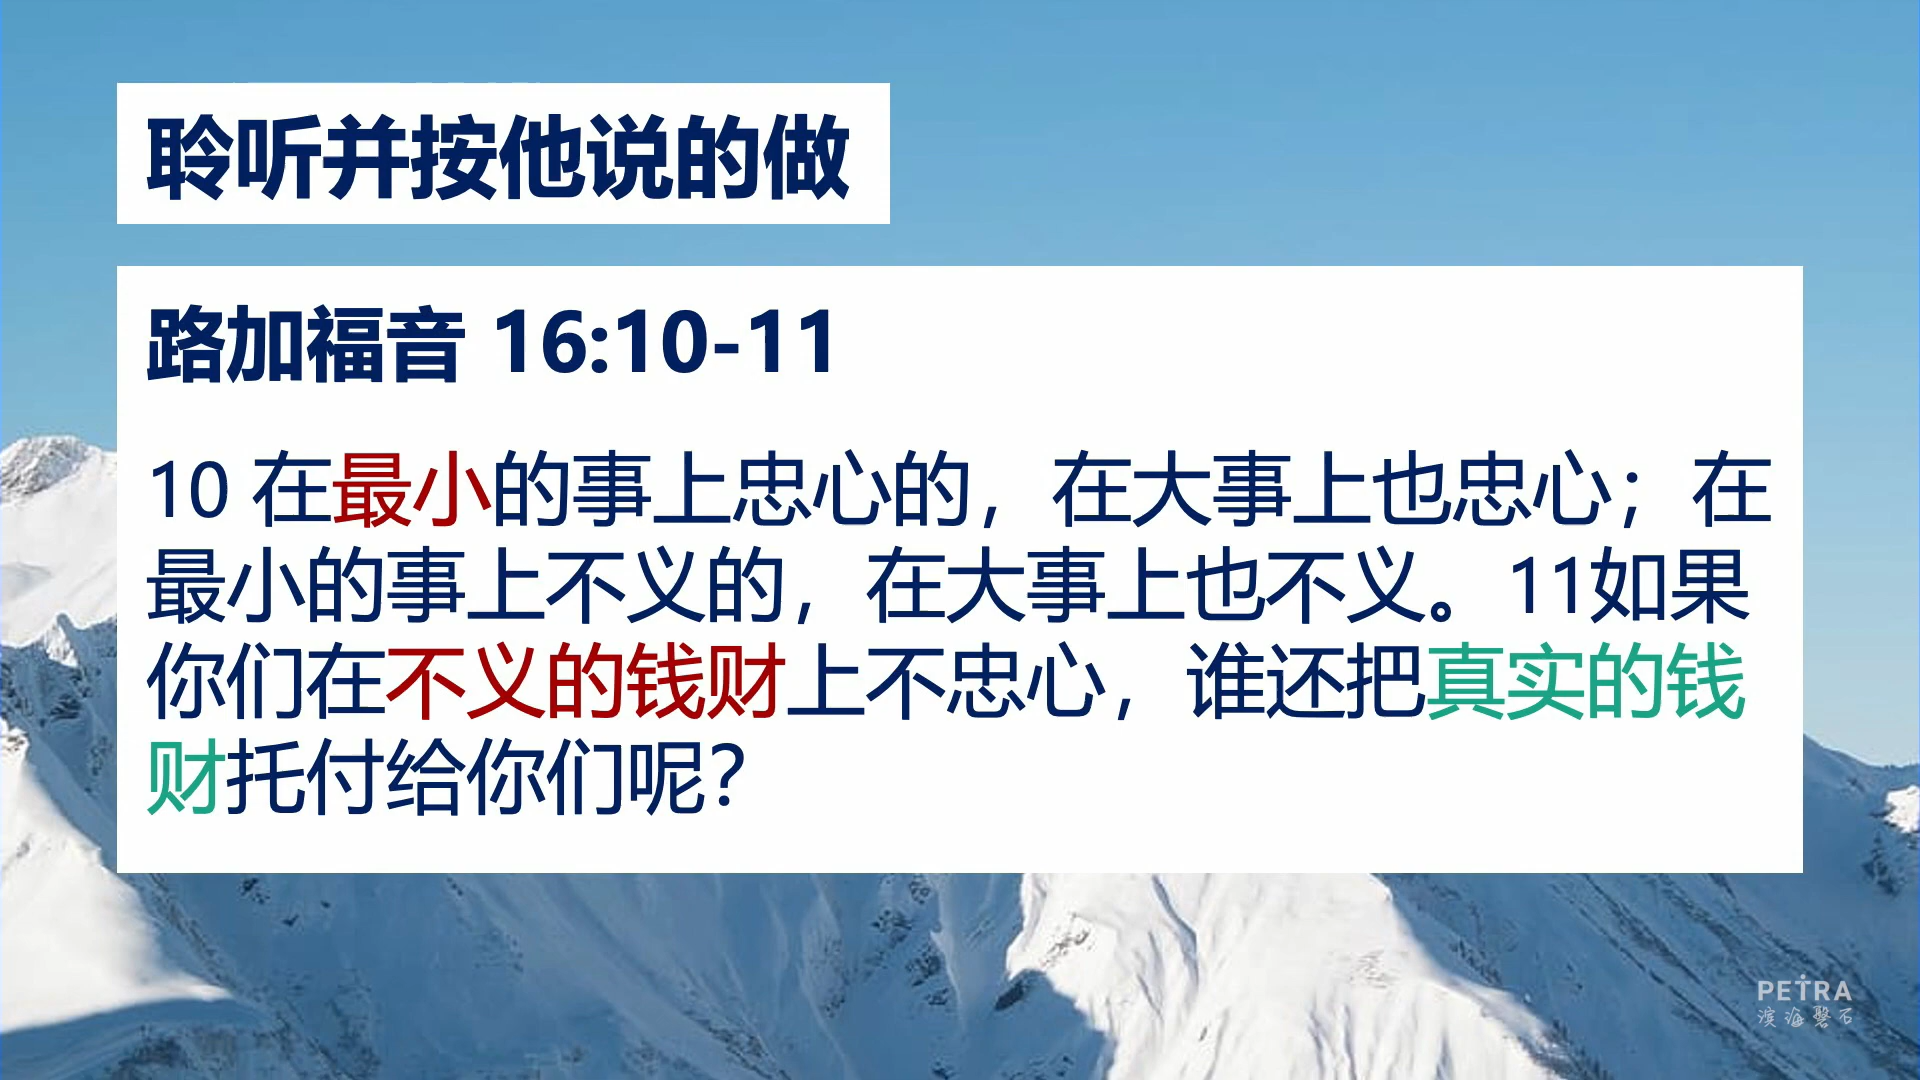 聆听并按他说的做
路加福音 16:10-11
10 在最小的事上忠心的，在大事上也忠心；在
最小的事上不义的，在大事上也不义。11如果
你们在不义的钱财上不忠心，谁还把真实的钱
财托付给你们呢？
PETRA
滨海磐石